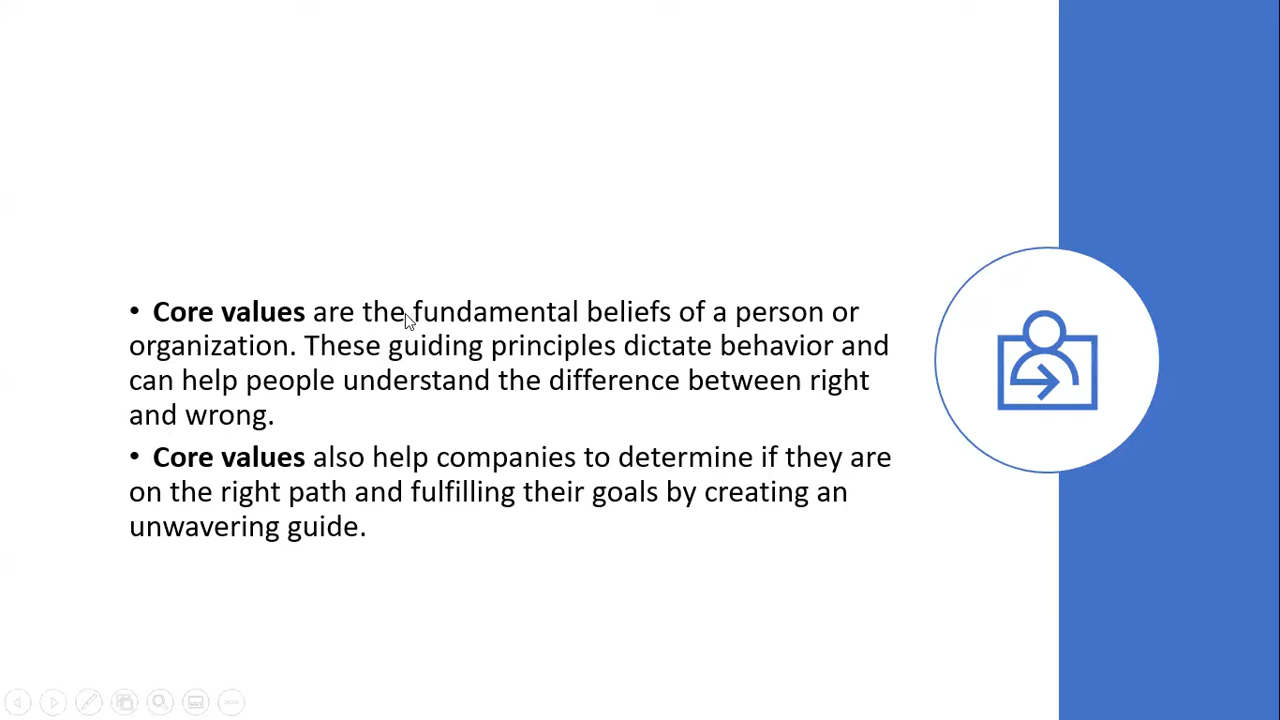 • Core values are the fundamental beliefs of a person or
organization. These guiding principles dictate behavior and
can help people understand the difference between right
and wrong.
• Core values also help companies to determine if they are
on the right path and fulfilling their goals by creating an
unwavering guide.